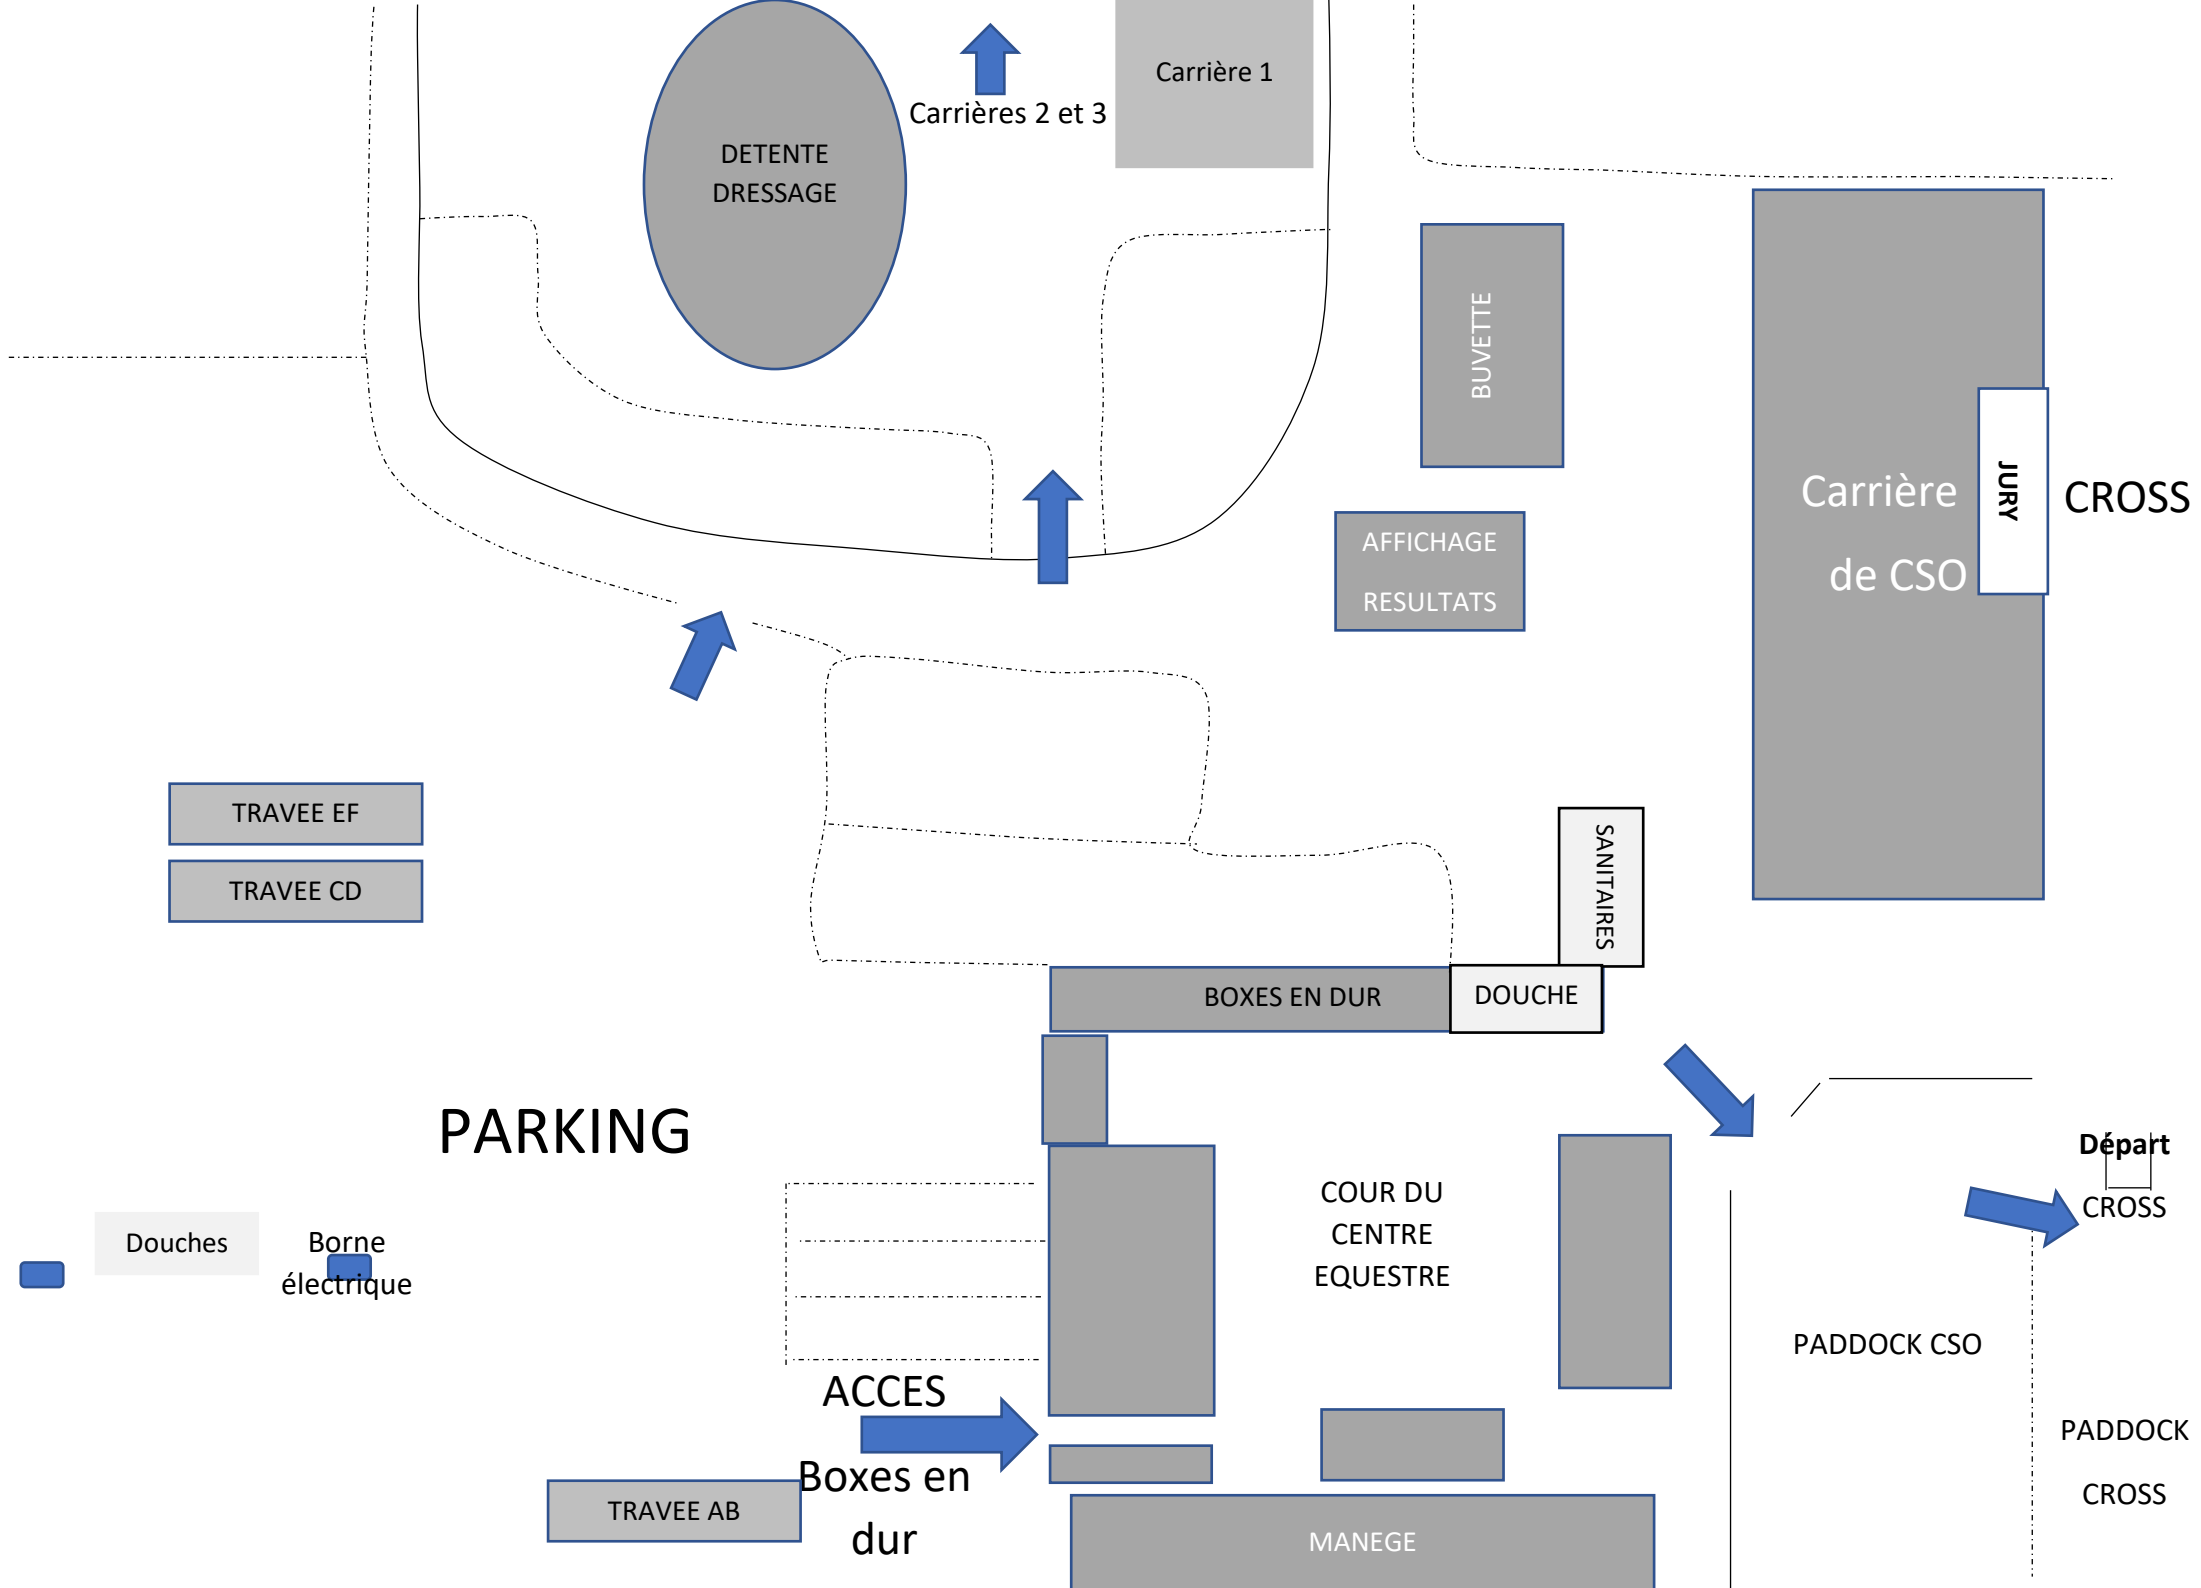 Carrière 1
Carrières 2 et 3
DETENTE
DRESSAGE
BUVETTE
Carrière
de CSO
JURY
CROSS
AFFICHAGE
RESULTATS
TRAVEE EF
TRAVEE CD
SANITAIRES
BOXES EN DUR
DOUCHE
PARKING
Départ
CROSS
COUR DU
CENTRE
EQUESTRE
Douches
Borne
électrique
PADDOCK CSO
ACCES
Boxes en
dur
PADDOCK
CROSS
TRAVEE AB
MANEGE